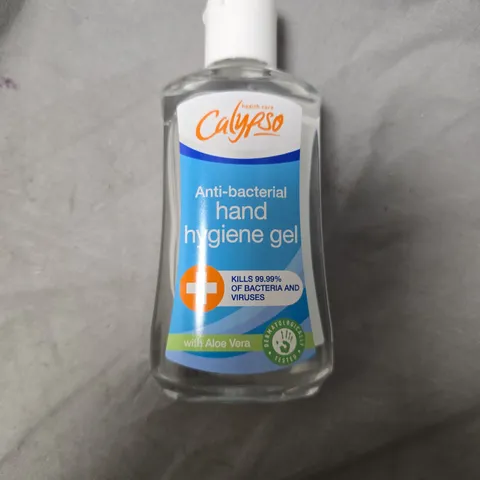 health care
Calypso
Anti-bacterial
hand
hygiene gel
KILLS 99.99%
OF BACTERIA AND
VIRUSES
with Aloe Vera
DERMATOLOGICALLY
TESTED